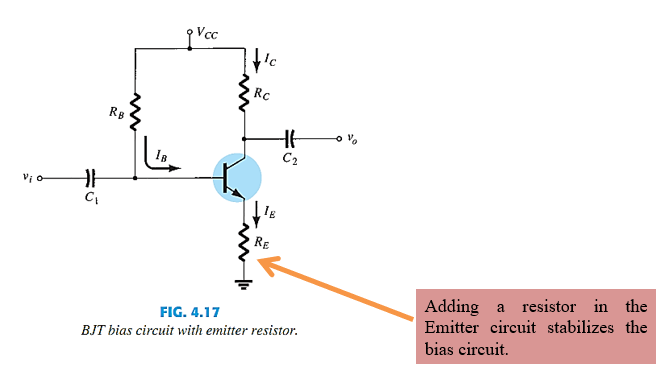 VCC
IC
RC
RB
IB
C2
vo
vi
C1
IE
RE
FIG. 4.17
BJT bias circuit with emitter resistor.
Adding a resistor in the
Emitter circuit stabilizes the
bias circuit.